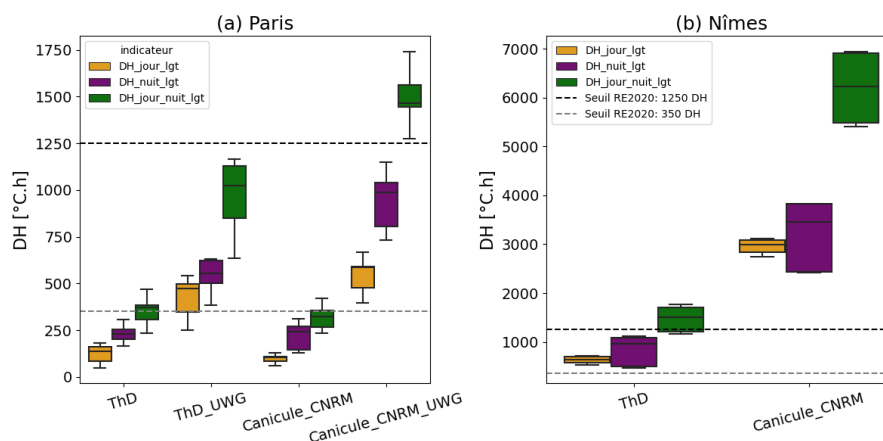 (a) Paris
DH [°C.h]
1750
1500
1250
1000
750
500
250
0
indicateur
DH_jour_lgt
DH_nuit_lgt
DH_jour_nuit_lgt
ThD
ThD_UWG
Canicule_CNRM
Canicule_CNRM_UWG
(b) Nîmes
DH [°C.h]
7000
6000
5000
4000
3000
2000
1000
DH_jour_lgt
DH_nuit_lgt
DH_jour_nuit_lgt
Seuil RE2020: 1250 DH
Seuil RE2020: 350 DH
ThD
Canicule_CNRM